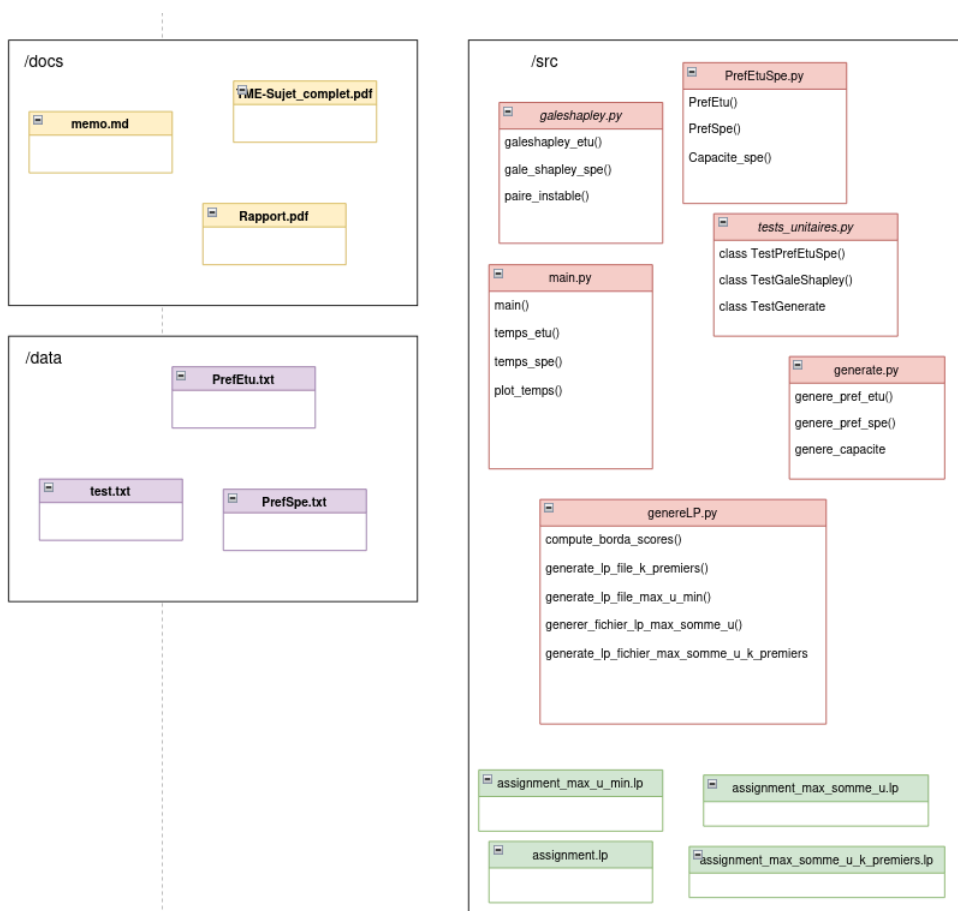 /docs
TME-Sujet_complet.pdf
memo.md
Rapport.pdf
/data
PrefEtu.txt
test.txt
PrefSpe.txt
/src
PrefEtuSpe.py
PrefEtu()
PrefSpe()
Capacite_spe()
galeshapley.py
galeshapley_etu()
gale_shapley_spe()
paire_instable()
tests_unitaires.py
class TestPrefEtuSpe()
class TestGaleShapley()
class TestGenerate
main.py
main()
temps_etu()
temps_spe()
plot_temps()
generate.py
genere_pref_etu()
genere_pref_spe()
genere_capacite
genereLP.py
compute_borda_scores()
generate_lp_file_k_premiers()
generate_lp_file_max_u_min()
generer_fichier_lp_max_somme_u()
generate_lp_fichier_max_somme_u_k_premiers
assignment_max_u_min.lp
assignment_max_somme_u.lp
assignment.lp
assignment_max_somme_u_k_premiers.lp